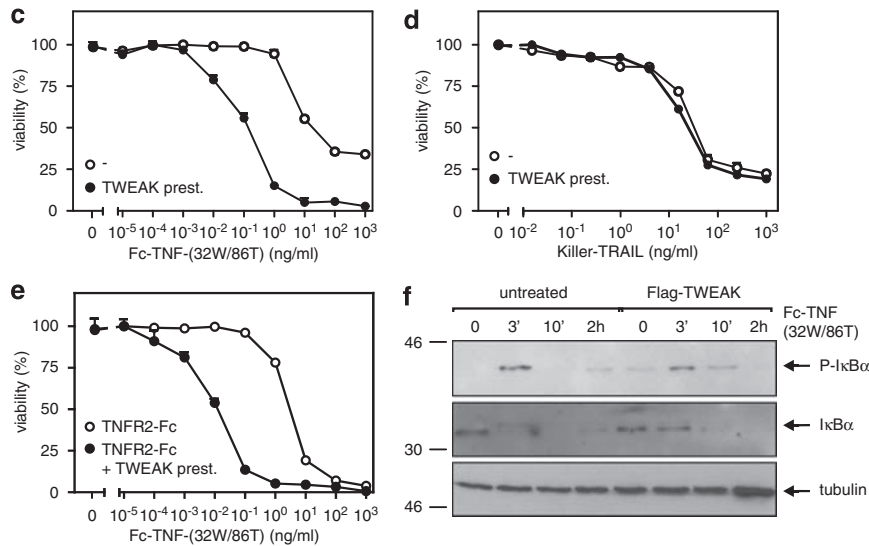 c
100
75
50
25
0
viability (%)
-
TWEAK prest.
0 10⁻⁵ 10⁻⁴ 10⁻³ 10⁻² 10⁻¹ 10⁰ 10¹ 10² 10³
Fc-TNF-(32W/86T) (ng/ml)
d
100
75
50
25
0
viability (%)
-
TWEAK prest.
0 10⁻² 10⁻¹ 10⁰ 10¹ 10² 10³
Killer-TRAIL (ng/ml)
e
100
75
50
25
0
viability (%)
TNFR2-Fc
TNFR2-Fc
+ TWEAK prest.
0 10⁻⁵ 10⁻⁴ 10⁻³ 10⁻² 10⁻¹ 10⁰ 10¹ 10² 10³
Fc-TNF-(32W/86T) (ng/ml)
f
untreated Flag-TWEAK
0 3' 10' 2h 0 3' 10' 2h
Fc-TNF
(32W/86T)
46
P-IκBα
IκBα
30
tubulin
46